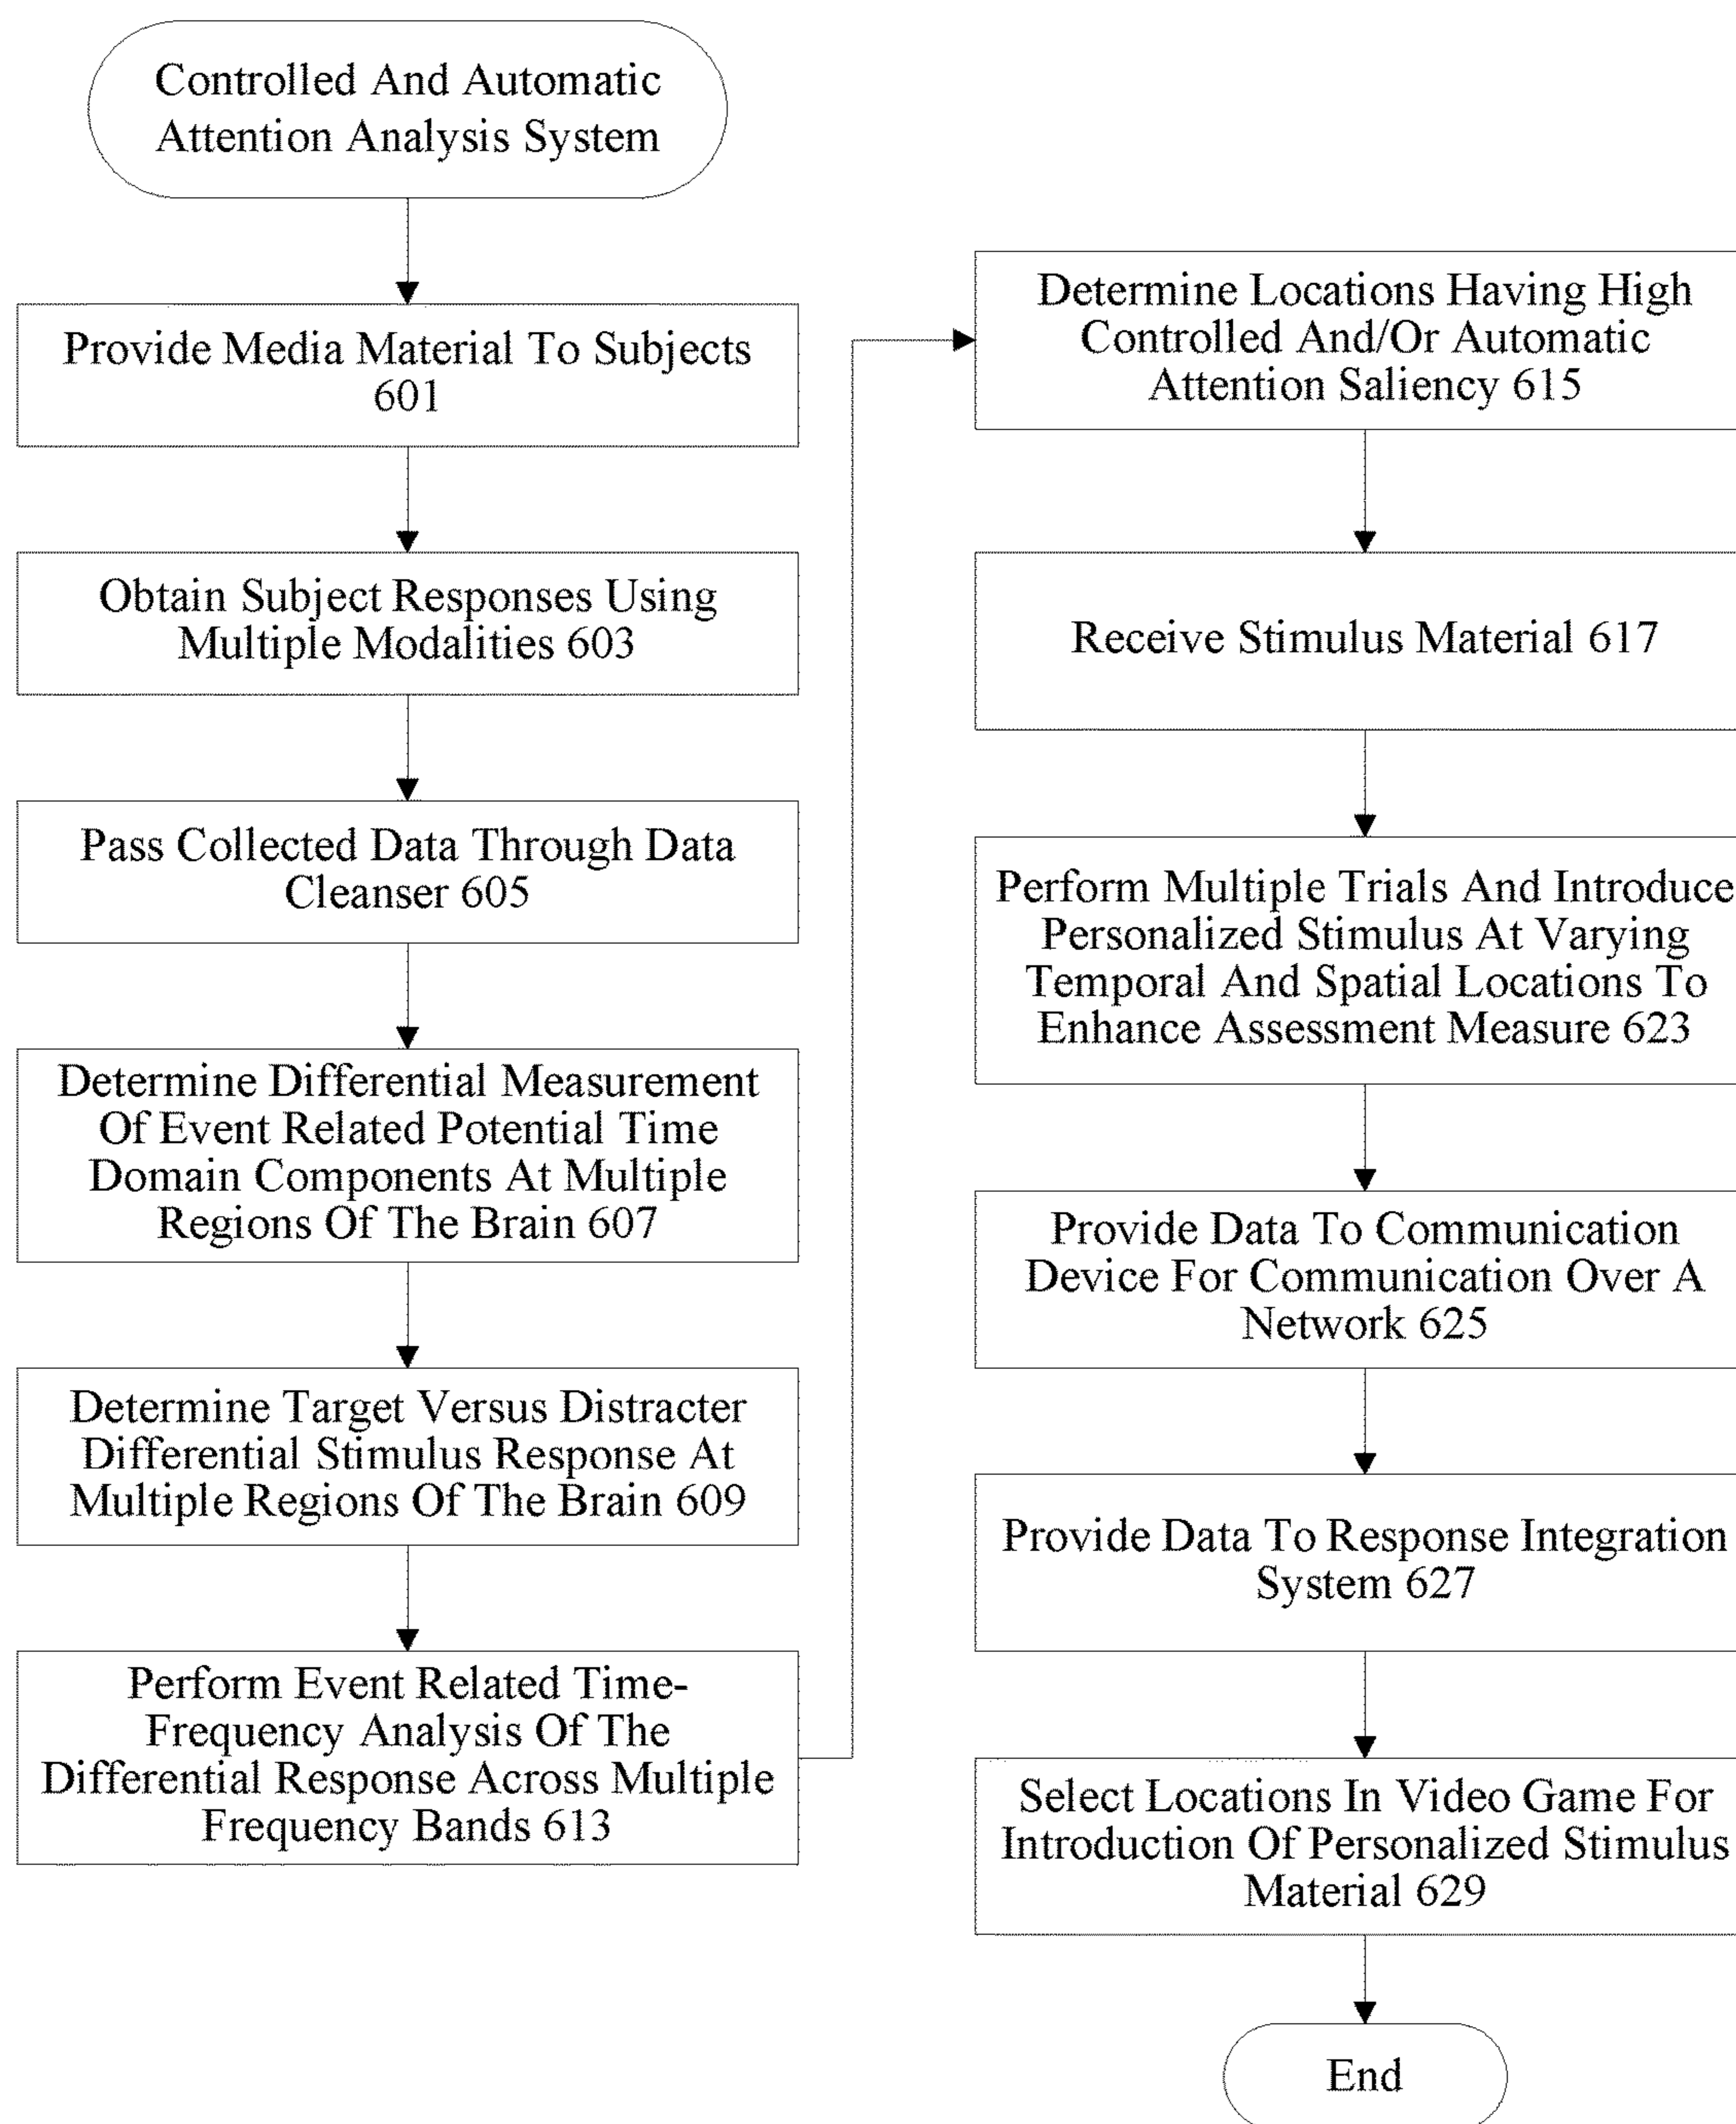 Controlled And Automatic
Attention Analysis System
Provide Media Material To Subjects
601
Obtain Subject Responses Using
Multiple Modalities 603
Pass Collected Data Through Data
Cleanser 605
Determine Differential Measurement
Of Event Related Potential Time
Domain Components At Multiple
Regions Of The Brain 607
Determine Target Versus Distracter
Differential Stimulus Response At
Multiple Regions Of The Brain 609
Perform Event Related Time-
Frequency Analysis Of The
Differential Response Across Multiple
Frequency Bands 613
Determine Locations Having High
Controlled And/Or Automatic
Attention Saliency 615
Receive Stimulus Material 617
Perform Multiple Trials And Introduce
Personalized Stimulus At Varying
Temporal And Spatial Locations To
Enhance Assessment Measure 623
Provide Data To Communication
Device For Communication Over A
Network 625
Provide Data To Response Integration
System 627
Select Locations In Video Game For
Introduction Of Personalized Stimulus
Material 629
End